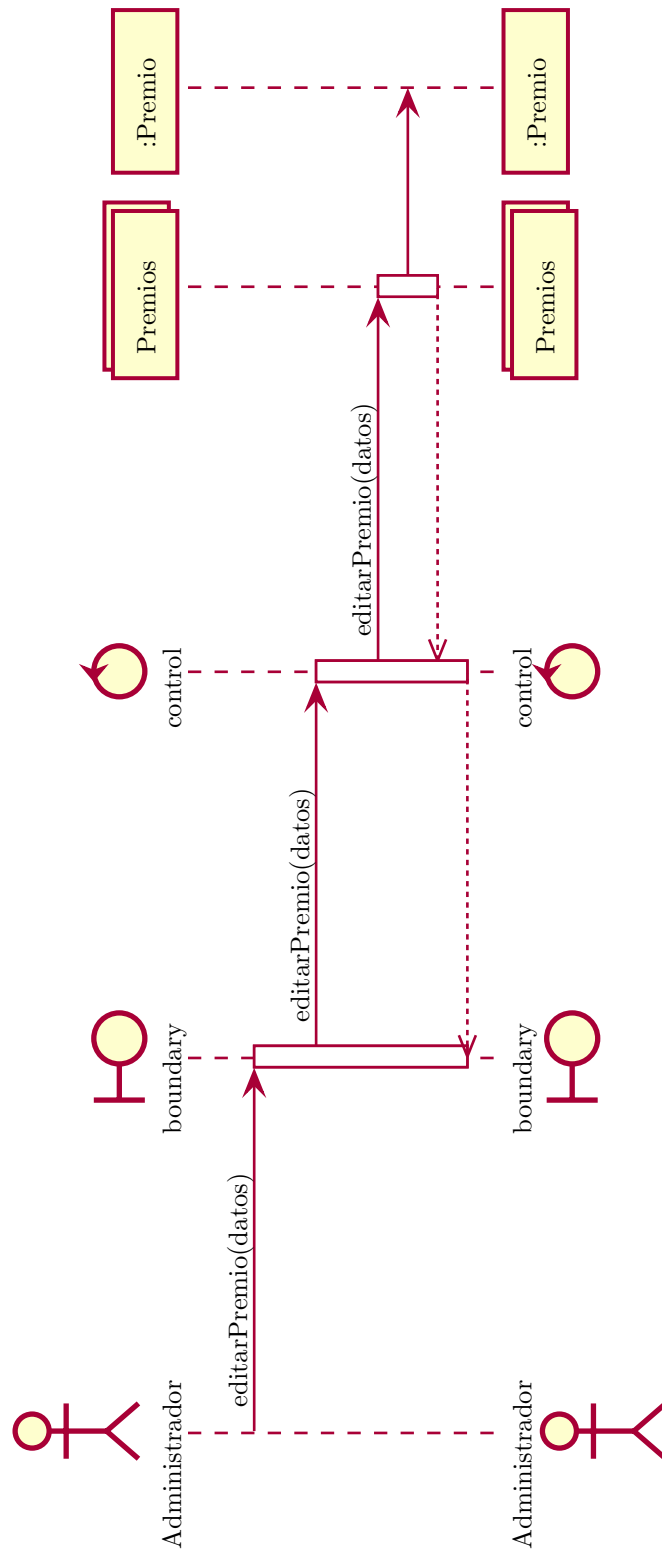 Administrador
boundary
control
Premios
:Premio
editarPremio(datos)
editarPremio(datos)
editarPremio(datos)
Administrador
boundary
control
Premios
:Premio